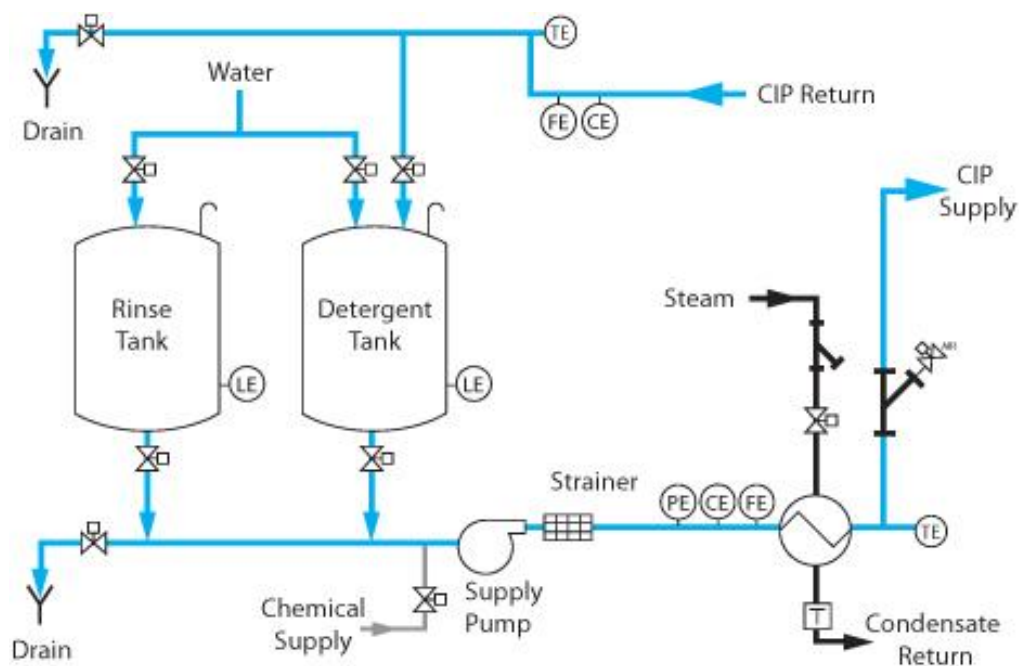 TE
Water
CIP Return
FE
CE
Drain
CIP
Supply
Steam
AIR
Rinse
Tank
Detergent
Tank
LE
LE
Strainer
PE
CE
FE
TE
Supply
Pump
Chemical
Supply
T
Condensate
Return
Drain